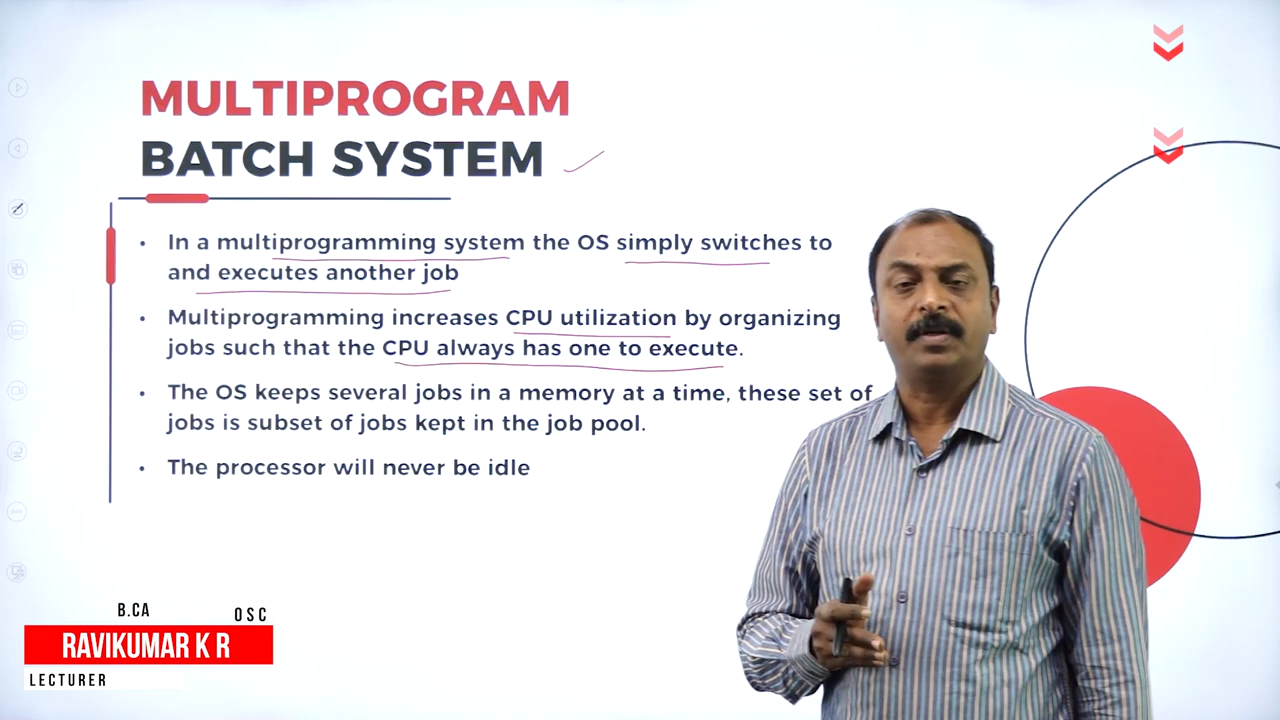 MULTIPROGRAM
BATCH SYSTEM
• In a multiprogramming system the OS simply switches to
and executes another job
• Multiprogramming increases CPU utilization by organizing
jobs such that the CPU always has one to execute.
• The OS keeps several jobs in a memory at a time, these set of
jobs is subset of jobs kept in the job pool.
• The processor will never be idle
B.CA OSC
RAVIKUMAR K R
LECTURER